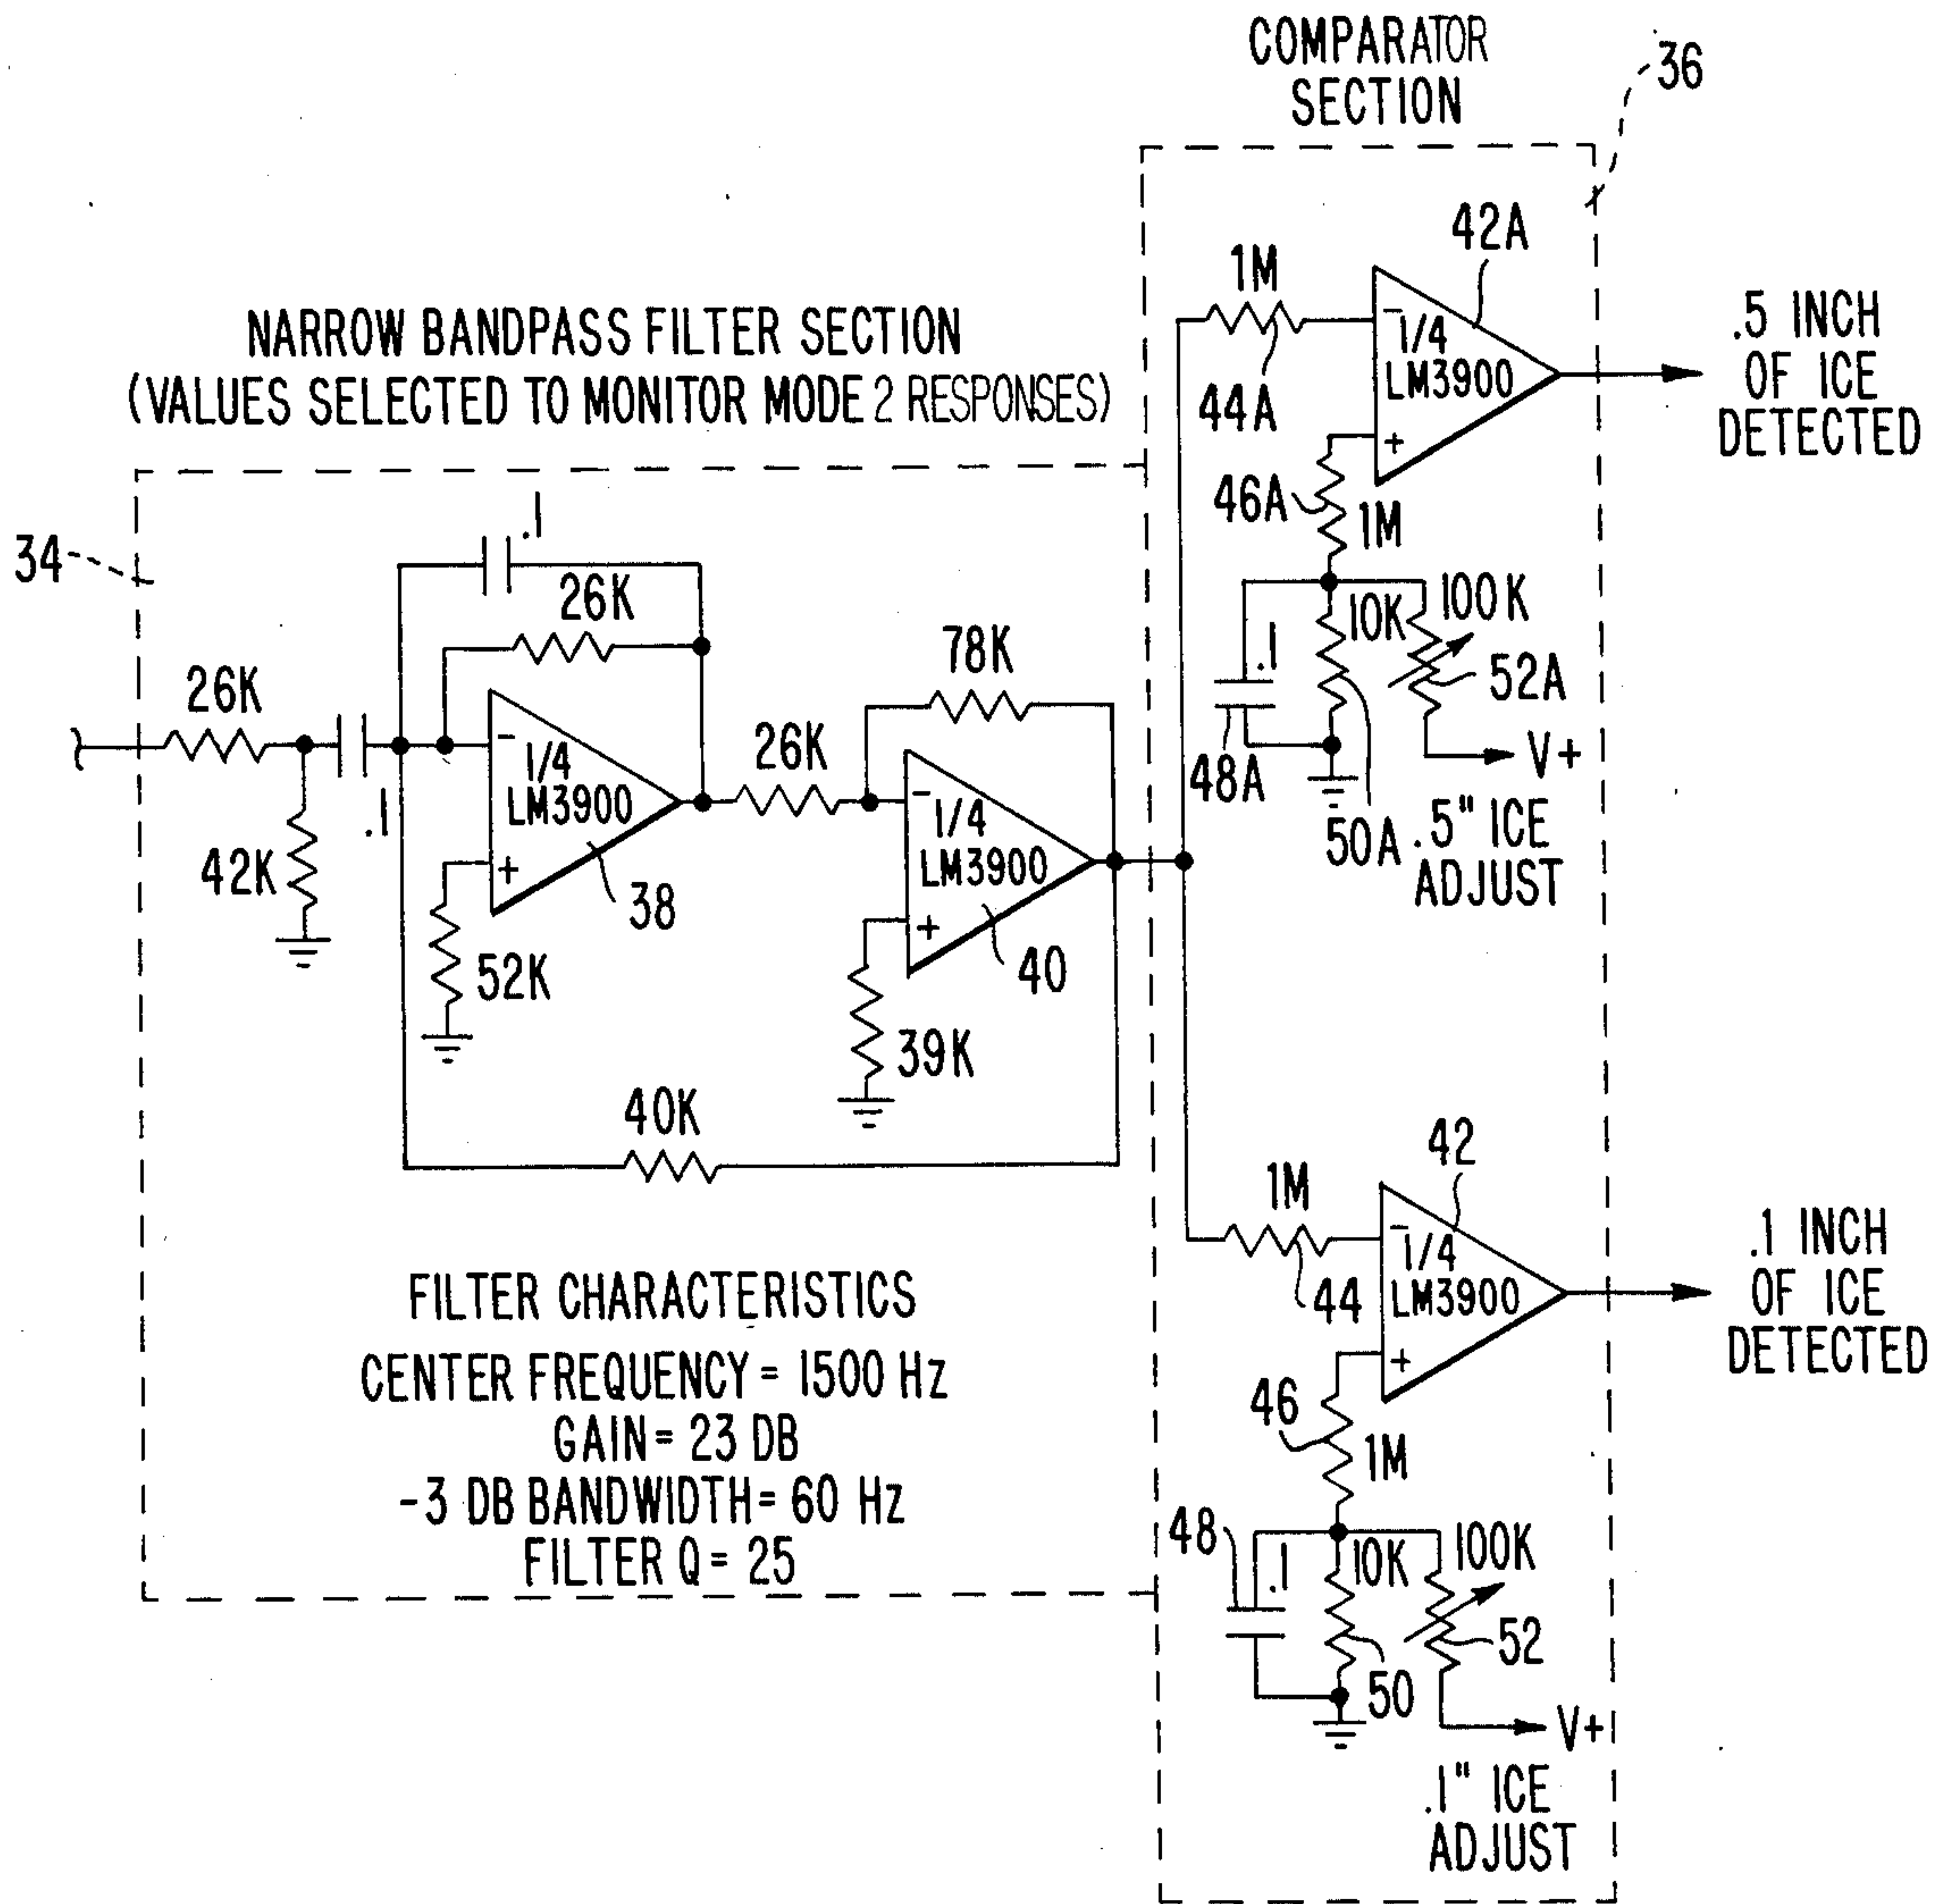 COMPARATOR
SECTION
36
NARROW BANDPASS FILTER SECTION
(VALUES SELECTED TO MONITOR MODE 2 RESPONSES)
34
.1
26K
26K
42K
.1
-
1/4
LM3900
+
38
52K
26K
78K
-
1/4
LM3900
+
40
39K
40K
FILTER CHARACTERISTICS
CENTER FREQUENCY = 1500 Hz
GAIN = 23 DB
-3 DB BANDWIDTH = 60 Hz
FILTER Q = 25
1M
44A
42A
-
1/4
LM3900
+
.5 INCH
OF ICE
DETECTED
46A
1M
.1
48A
10K
50A
100K
52A
V+
.5" ICE
ADJUST
1M
44
42
-
1/4
LM3900
+
.1 INCH
OF ICE
DETECTED
46
1M
48
.1
10K
50
100K
52
V+
.1" ICE
ADJUST